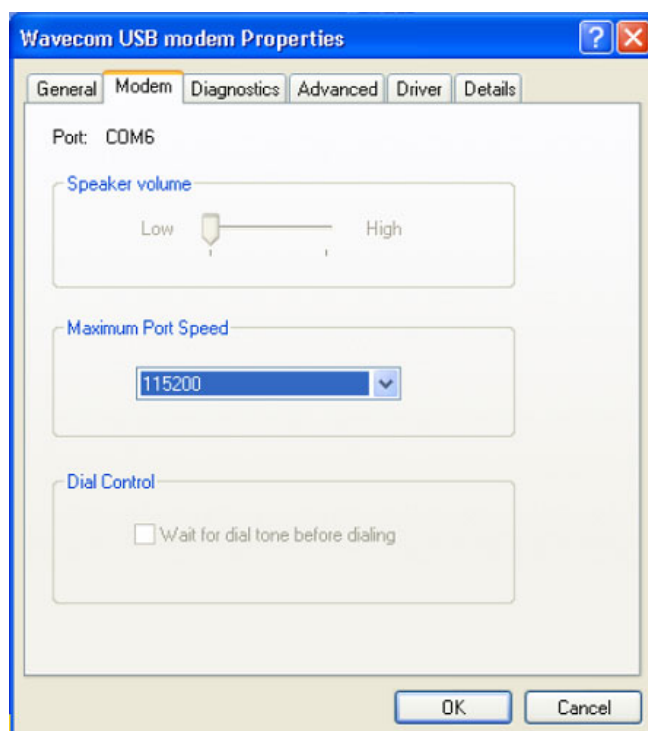 Wavecom USB modem Properties
General Modem Diagnostics Advanced Driver Details
Port: COM6
Speaker volume
Low High
Maximum Port Speed
115200
Dial Control
Wait for dial tone before dialing
OK Cancel